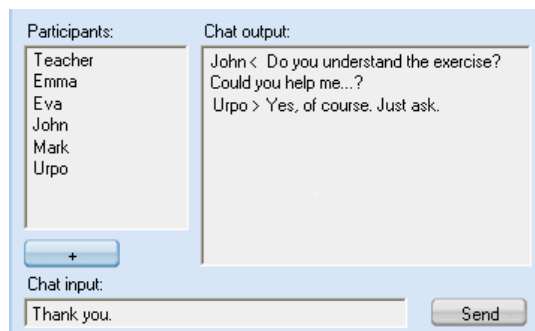 Participants:
Teacher
Emma
Eva
John
Mark
Urpo
+
Chat output:
John < Do you understand the exercise?
Could you help me...?
Urpo > Yes, of course. Just ask.
Chat input:
Thank you.
Send